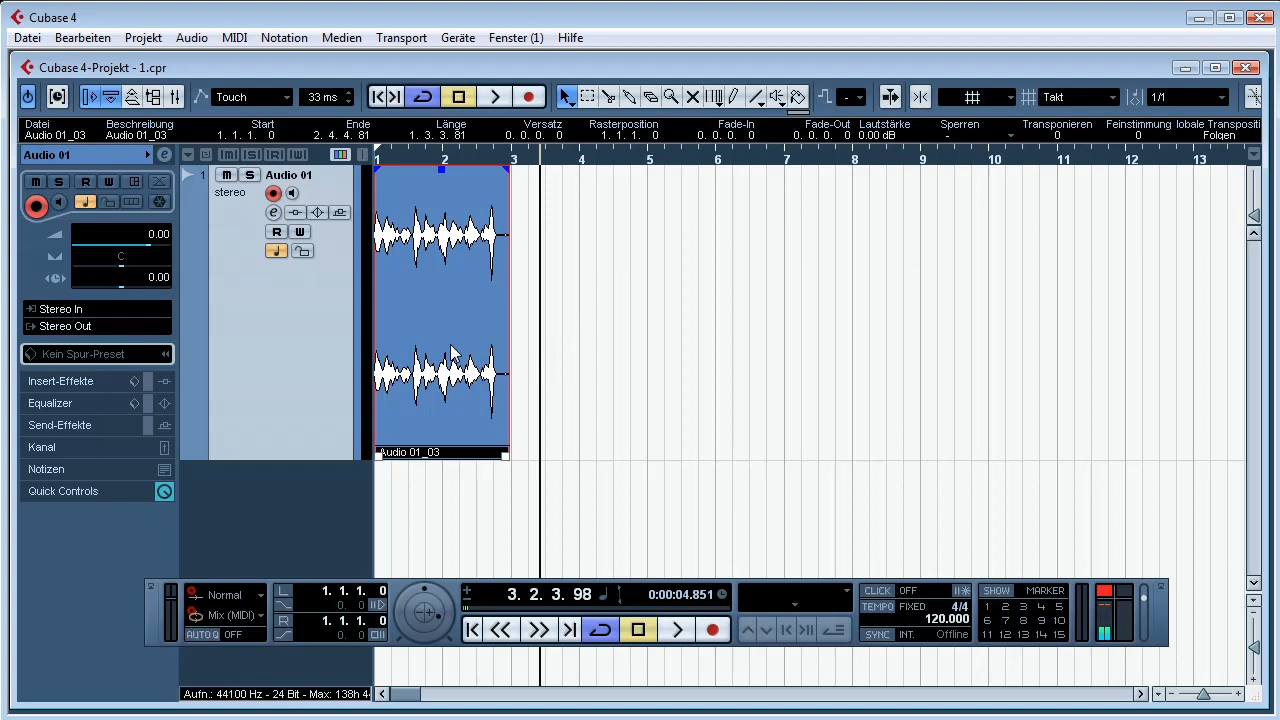 Cubase 4
Datei Bearbeiten Projekt Audio MIDI Notation Medien Transport Geräte Fenster (1) Hilfe
Cubase 4-Projekt - 1.cpr
Touch 33 ms - Takt 1/1
Datei Beschreibung Start Ende Länge Versatz Rasterposition Fade-In Fade-Out Lautstärke Sperren Transponieren Feinstimmung lobale Transpositi
Audio 01_03 Audio 01_03 1. 1. 1. 0 2. 4. 4. 81 1. 3. 3. 81 0. 0. 0. 0 1. 1. 1. 0 0. 0. 0. 0 0. 0. 0. 0 0.00 dB 0 0 Folgen
Audio 01 e M S R W 1 2 3 4 5 6 7 8 9 10 11 12 13
M S R W 1 M S Audio 01
stereo
e
R W
0.00
C
0.00
Stereo In
Stereo Out
Kein Spur-Preset
Insert-Effekte
Equalizer
Send-Effekte
Kanal
Notizen
Quick Controls
Audio 01_03
Normal
Mix (MIDI)
AUTO Q OFF
L 1. 1. 1. 0
0. 0
R 1. 1. 1. 0
0. 0
3. 2. 3. 98 0:00:04.851
CLICK OFF
TEMPO FIXED 4/4
120.000
SYNC INT. Offline
SHOW MARKER
1 2 3 4 5
6 7 8 9 10
11 12 13 14 15
Aufn.: 44100 Hz - 24 Bit - Max: 138h 4